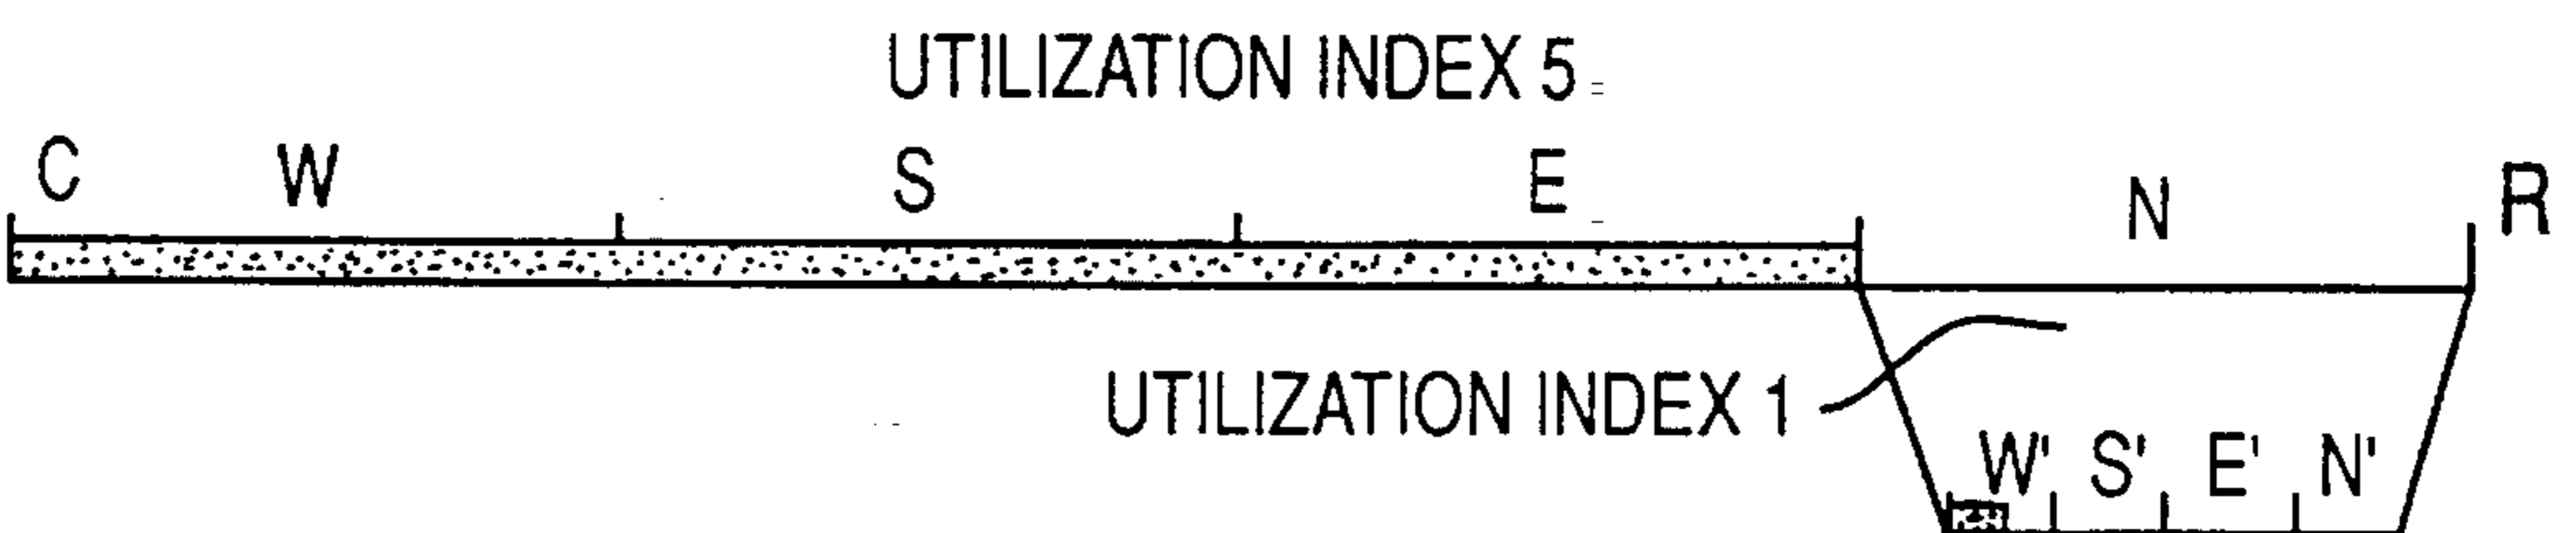 UTILIZATION INDEX 5
C W S E N R
UTILIZATION INDEX 1
W' S' E' N'